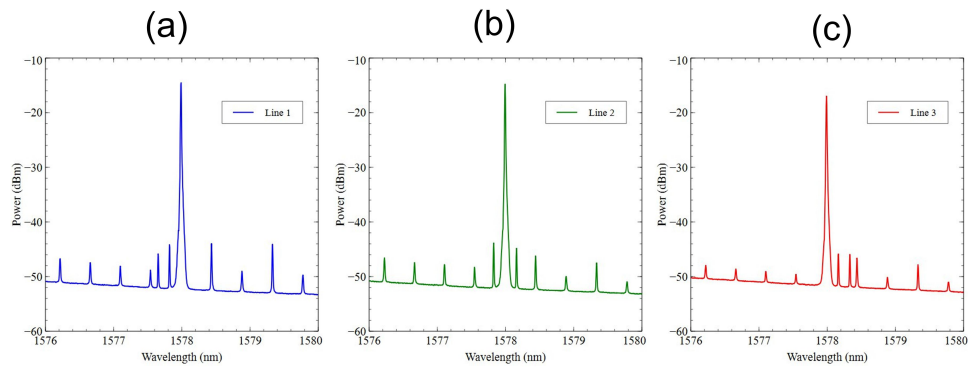 (a) (b) (c)
−10 −10 −10
Line 1 Line 2 Line 3
−20 −20 −20
−30 −30 −30
Power (dBm) Power (dBm) Power (dBm)
−40 −40 −40
−50 −50 −50
−60 −60 −60
1576 1577 1578 1579 1580 1576 1577 1578 1579 1580 1576 1577 1578 1579 1580
Wavelength (nm) Wavelength (nm) Wavelength (nm)